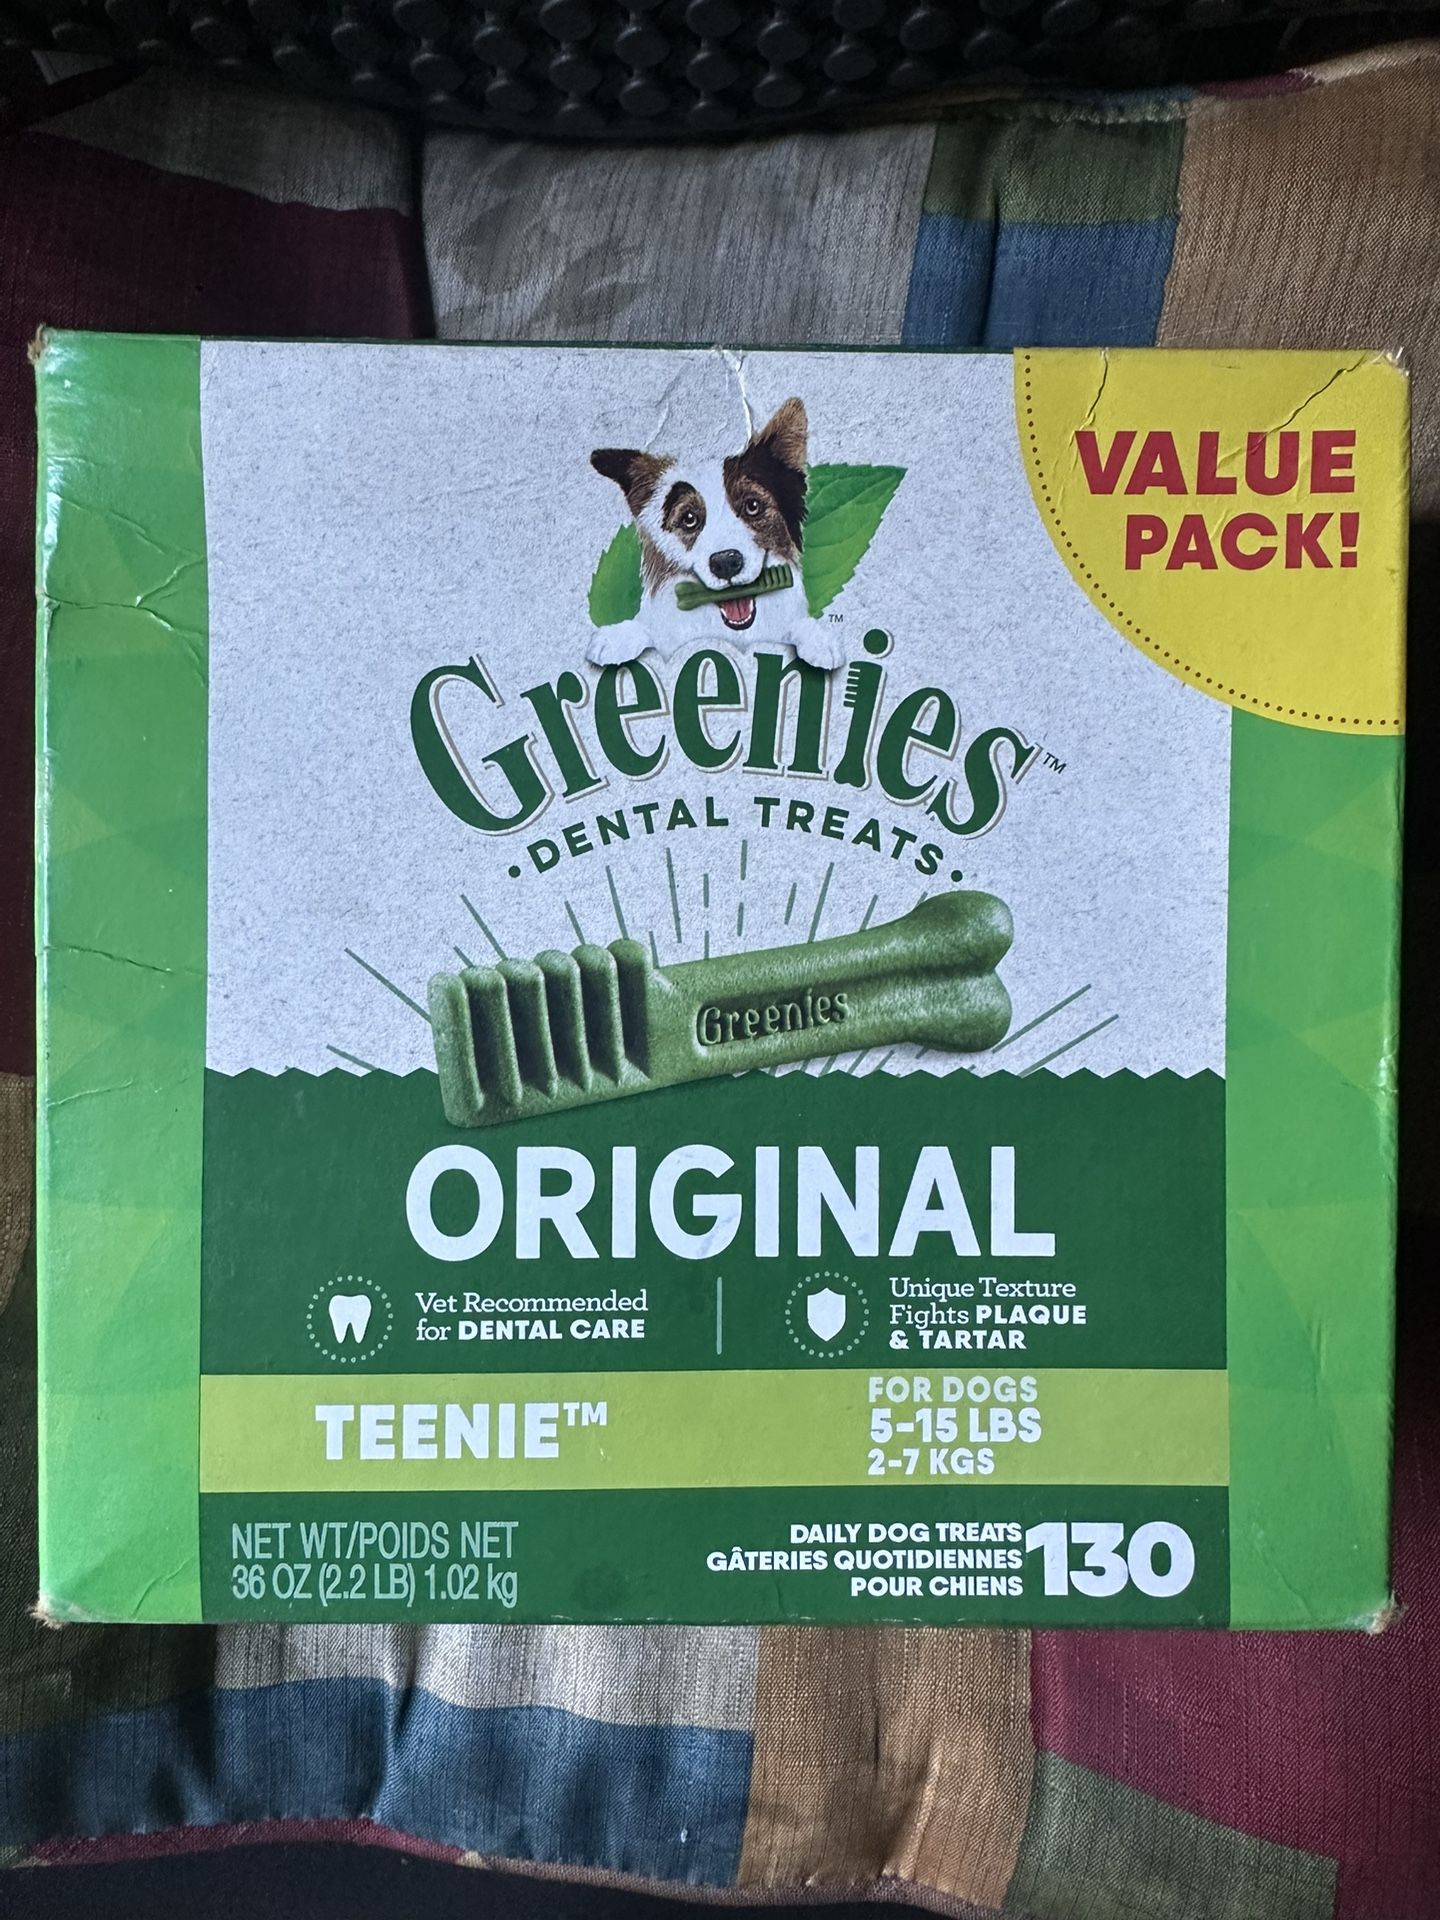 VALUE
PACK!
™
Greenies™
·DENTAL TREATS·
Greenies
ORIGINAL
Vet Recommended
for DENTAL CARE
Unique Texture
Fights PLAQUE
& TARTAR
TEENIE™
FOR DOGS
5-15 LBS
2-7 KGS
NET WT/POIDS NET
36 OZ (2.2 LB) 1.02 kg
DAILY DOG TREATS
GÂTERIES QUOTIDIENNES
POUR CHIENS
130